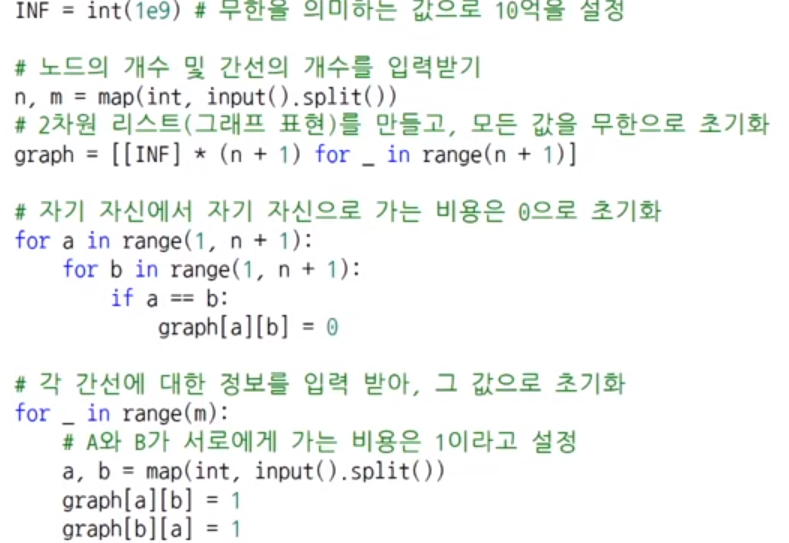 INF = int(1e9) # 무한을 의미하는 값으로 10억을 설정

# 노드의 개수 및 간선의 개수를 입력받기
n, m = map(int, input().split())
# 2차원 리스트(그래프 표현)를 만들고, 모든 값을 무한으로 초기화
graph = [[INF] * (n + 1) for _ in range(n + 1)]

# 자기 자신에서 자기 자신으로 가는 비용은 0으로 초기화
for a in range(1, n + 1):
    for b in range(1, n + 1):
        if a == b:
            graph[a][b] = 0

# 각 간선에 대한 정보를 입력 받아, 그 값으로 초기화
for _ in range(m):
    # A와 B가 서로에게 가는 비용은 1이라고 설정
    a, b = map(int, input().split())
    graph[a][b] = 1
    graph[b][a] = 1